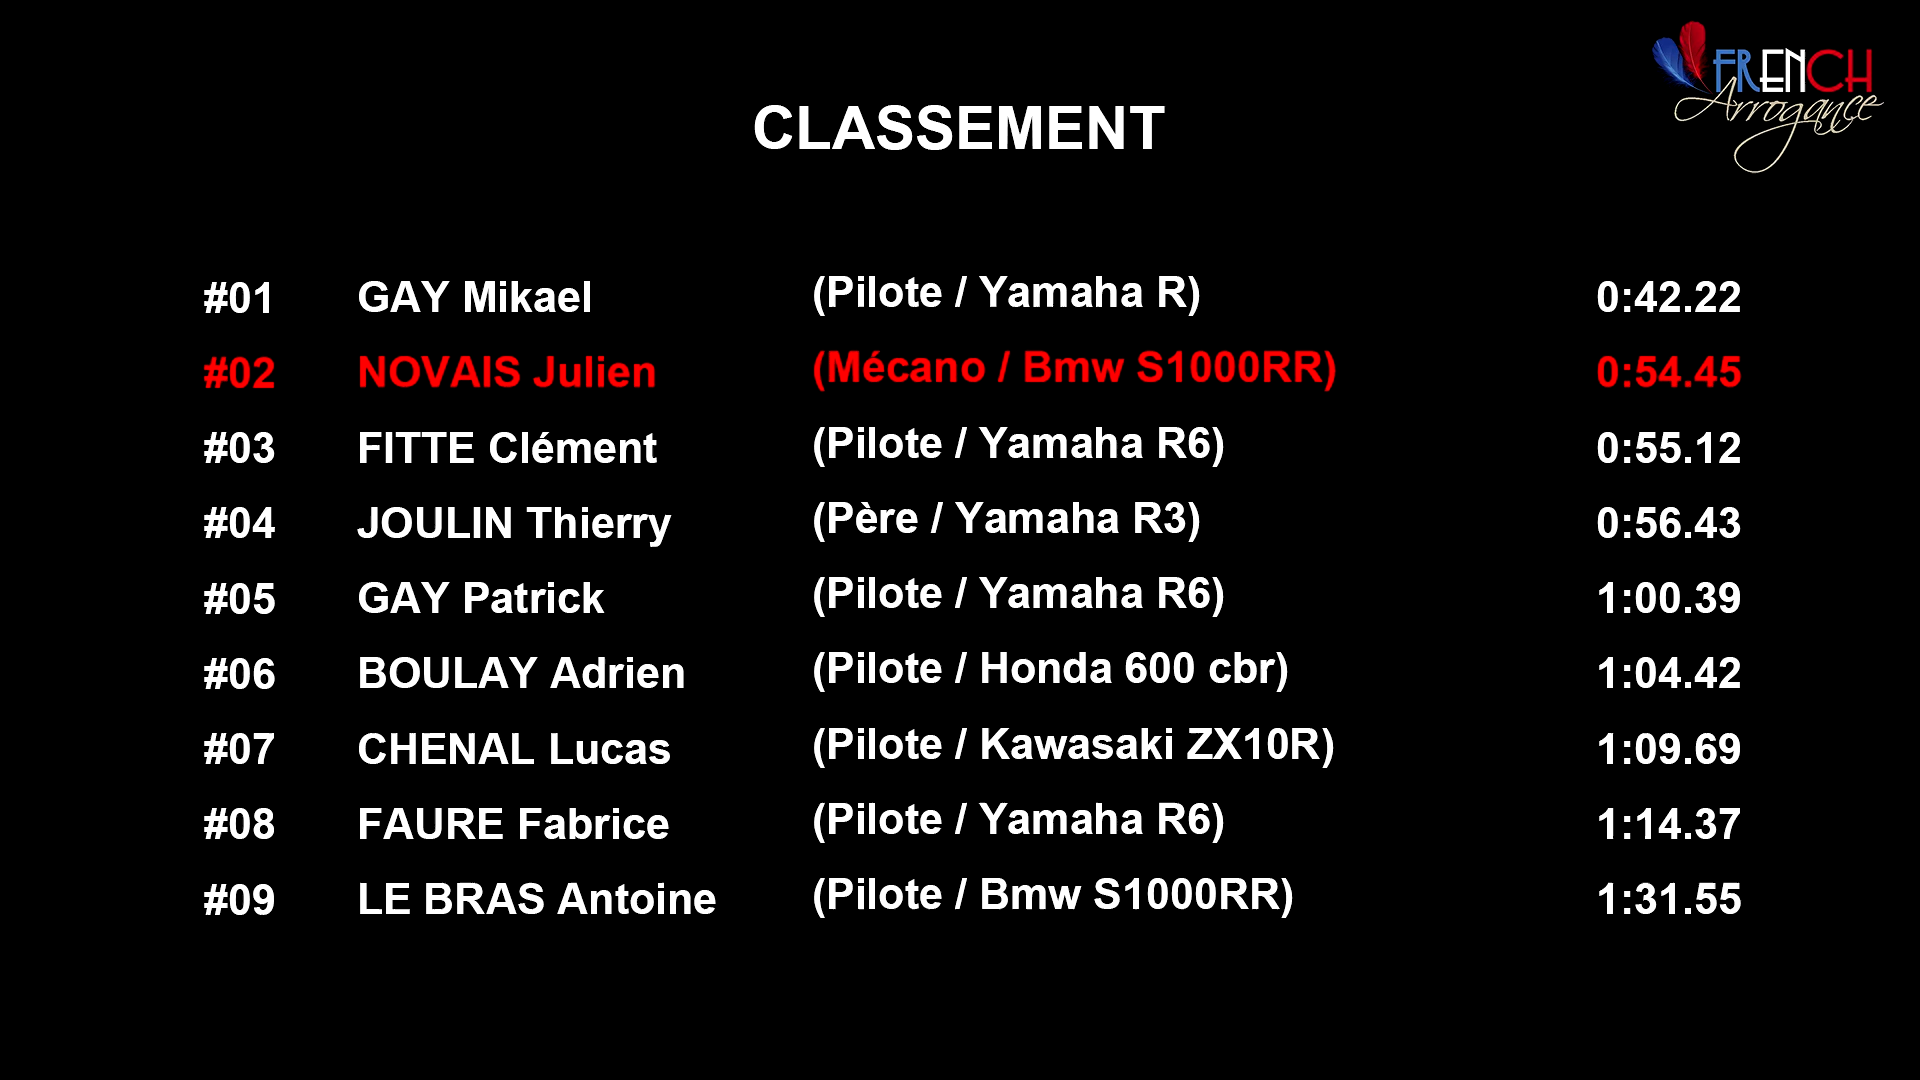 FRENCH
Arrogance
CLASSEMENT
#01 GAY Mikael (Pilote / Yamaha R) 0:42.22
#02 NOVAIS Julien (Mécano / Bmw S1000RR) 0:54.45
#03 FITTE Clément (Pilote / Yamaha R6) 0:55.12
#04 JOULIN Thierry (Père / Yamaha R3) 0:56.43
#05 GAY Patrick (Pilote / Yamaha R6) 1:00.39
#06 BOULAY Adrien (Pilote / Honda 600 cbr) 1:04.42
#07 CHENAL Lucas (Pilote / Kawasaki ZX10R) 1:09.69
#08 FAURE Fabrice (Pilote / Yamaha R6) 1:14.37
#09 LE BRAS Antoine (Pilote / Bmw S1000RR) 1:31.55